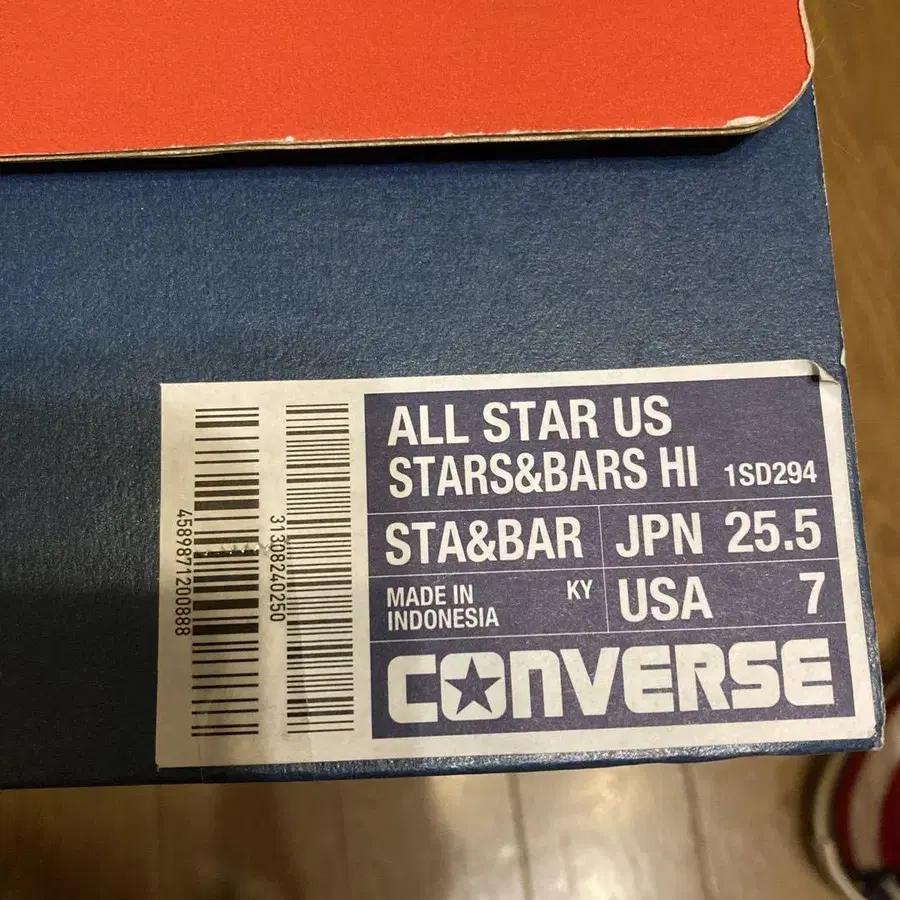 ALL STAR US
STARS&BARS HI 1SD294
STA&BAR JPN 25.5
MADE IN INDONESIA KY USA 7
CONVERSE
4589871200888
31308240250